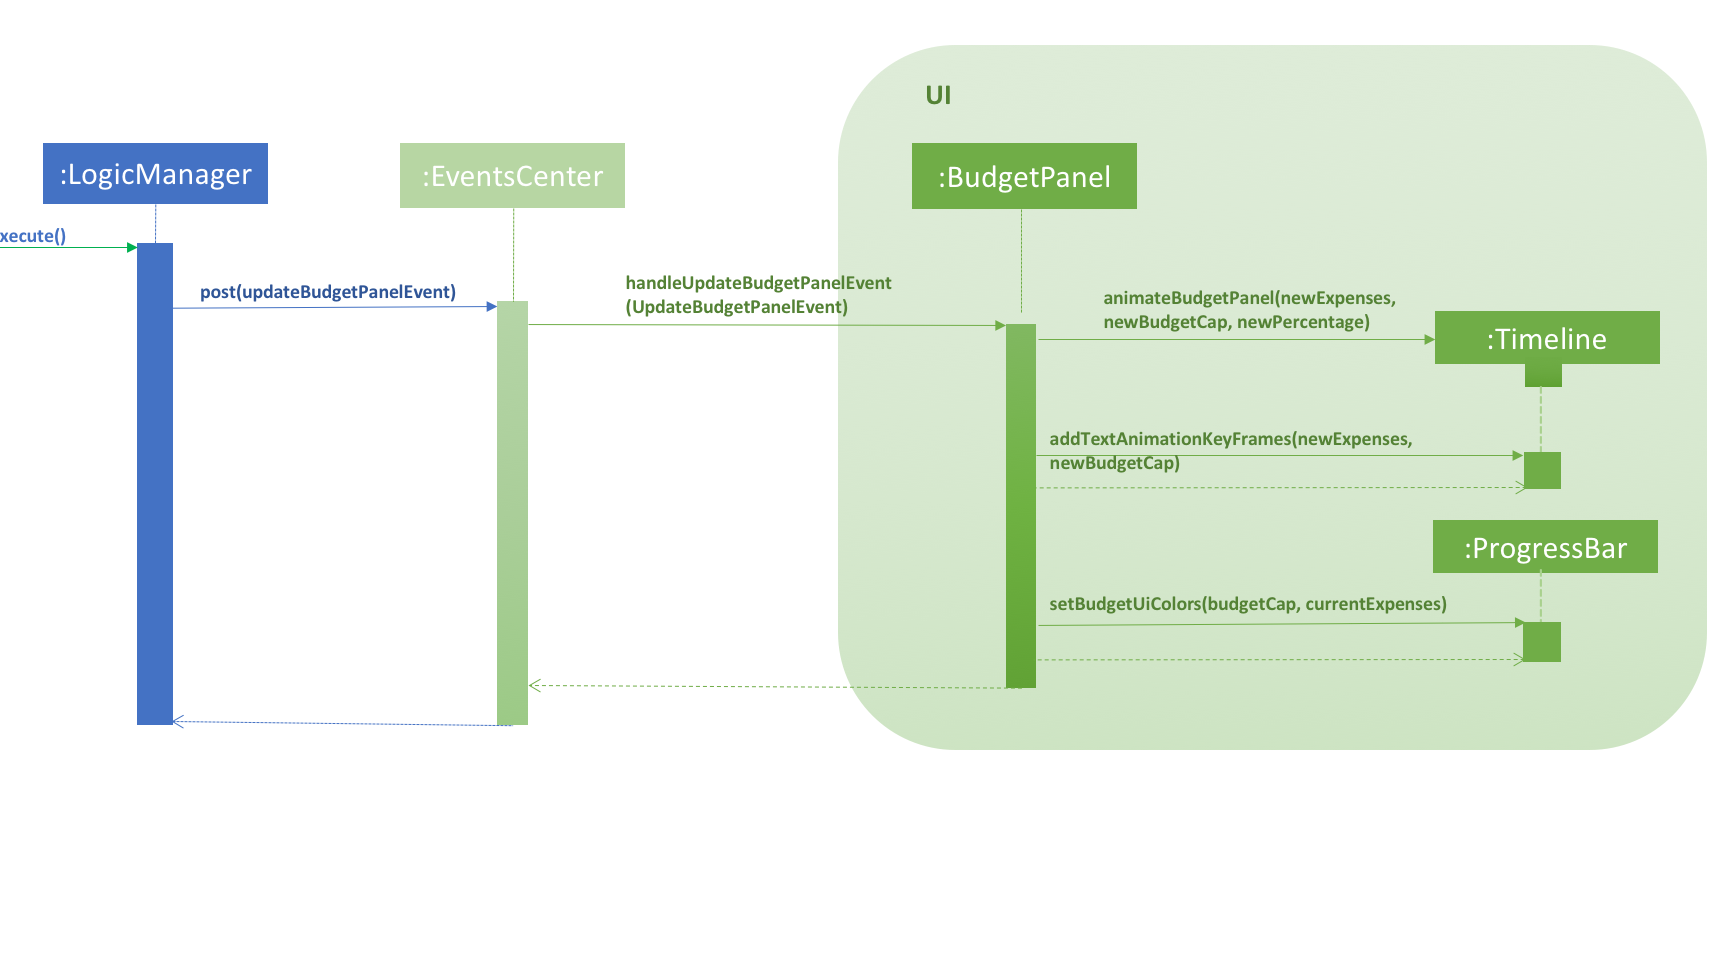 UI
:LogicManager
:EventsCenter
:BudgetPanel
xecute()
post(updateBudgetPanelEvent)
handleUpdateBudgetPanelEvent
(UpdateBudgetPanelEvent)
animateBudgetPanel(newExpenses,
newBudgetCap, newPercentage)
:Timeline
addTextAnimationKeyFrames(newExpenses,
newBudgetCap)
:ProgressBar
setBudgetUiColors(budgetCap, currentExpenses)